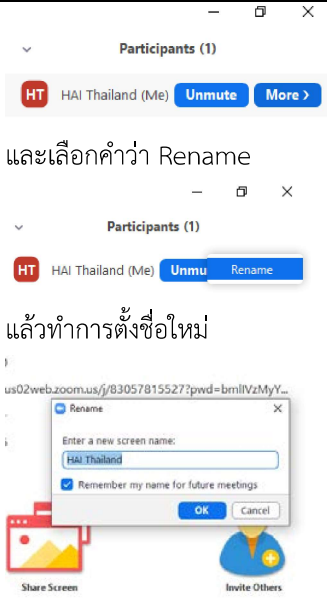 Participants (1)
HT HAI Thailand (Me) Unmute More >
และเลือกคำว่า Rename
Participants (1)
HT HAI Thailand (Me) Unmu Rename
แล้วทำการตั้งชื่อใหม่
us02web.zoom.us/j/83057815527?pwd=bmlIVzMyY...
Rename
Enter a new screen name:
HAI Thailand
Remember my name for future meetings
OK Cancel
Share Screen Invite Others